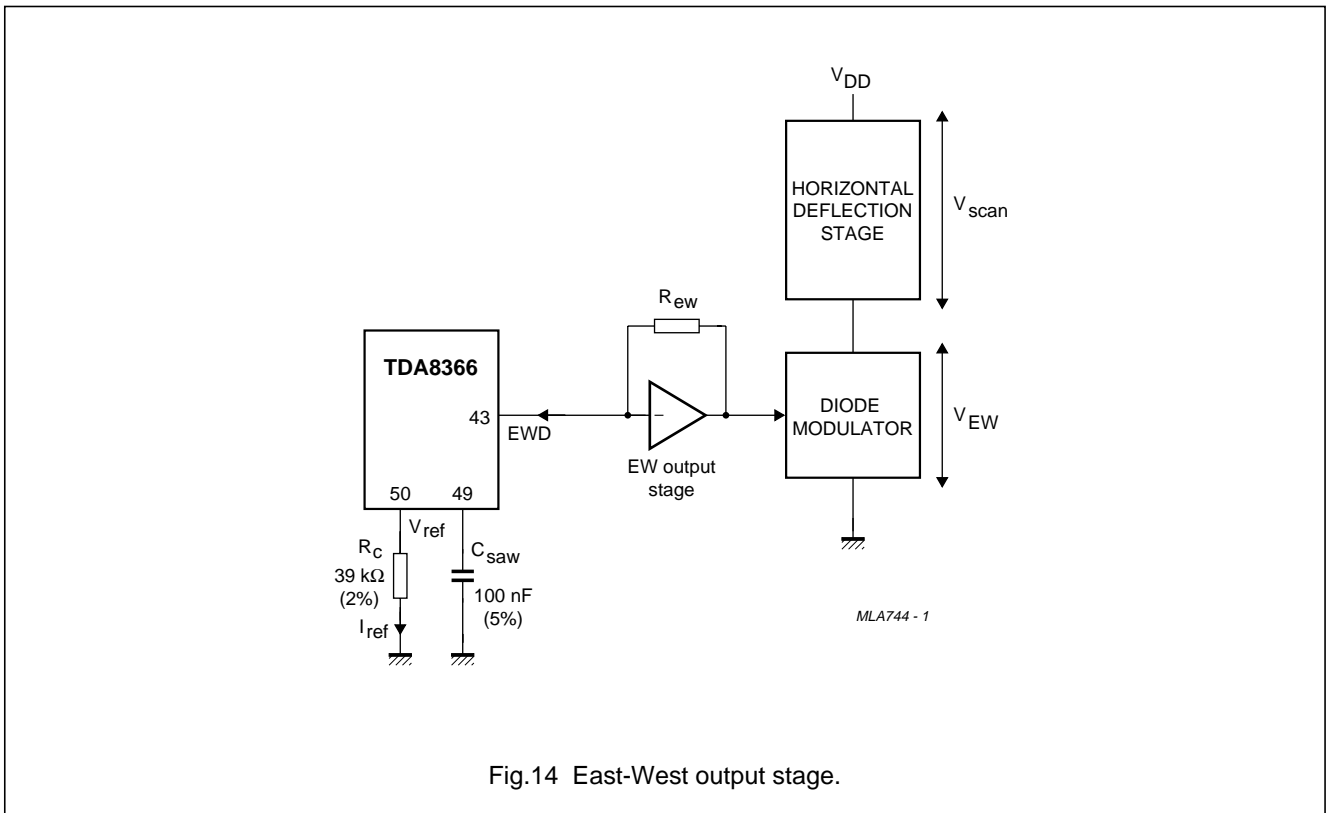 VDD
HORIZONTAL
DEFLECTION
STAGE
Vscan
Rew
TDA8366
43
EWD
−
EW output
stage
DIODE
MODULATOR
VEW
50
49
Vref
RC
39 kΩ
(2%)
Iref
Csaw
100 nF
(5%)
MLA744 - 1
Fig.14 East-West output stage.